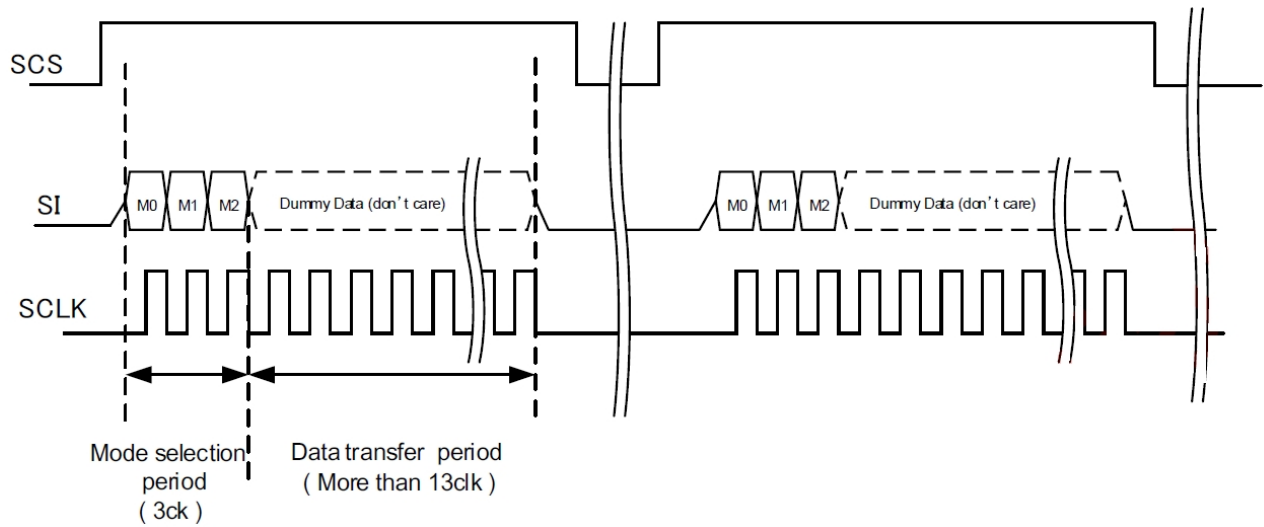 SCS
SI
M0 M1 M2 Dummy Data (don't care)
M0 M1 M2 Dummy Data (don't care)
SCLK
Mode selection
period
( 3ck )
Data transfer period
( More than 13clk )